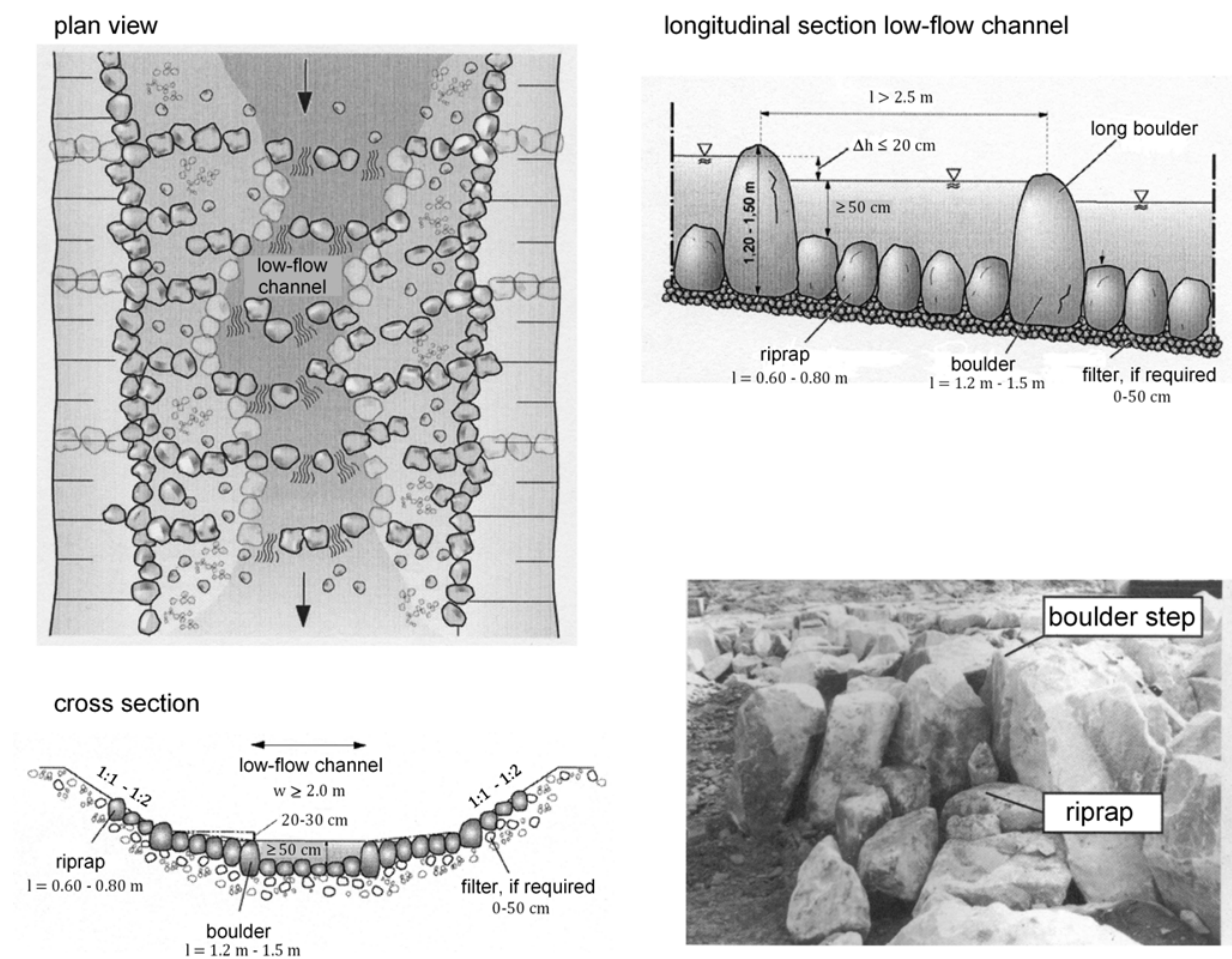 plan view
low-flow
channel
longitudinal section low-flow channel
l > 2.5 m
long boulder
Δh ≤ 20 cm
≥50 cm
1.20 - 1.50 m
riprap
l = 0.60 - 0.80 m
boulder
l = 1.2 m - 1.5 m
filter, if required
0-50 cm
cross section
low-flow channel
w ≥ 2.0 m
1:1 - 1:2
1:1 - 1:2
20-30 cm
≥50 cm
riprap
l = 0.60 - 0.80 m
boulder
l = 1.2 m - 1.5 m
filter, if required
0-50 cm
boulder step
riprap